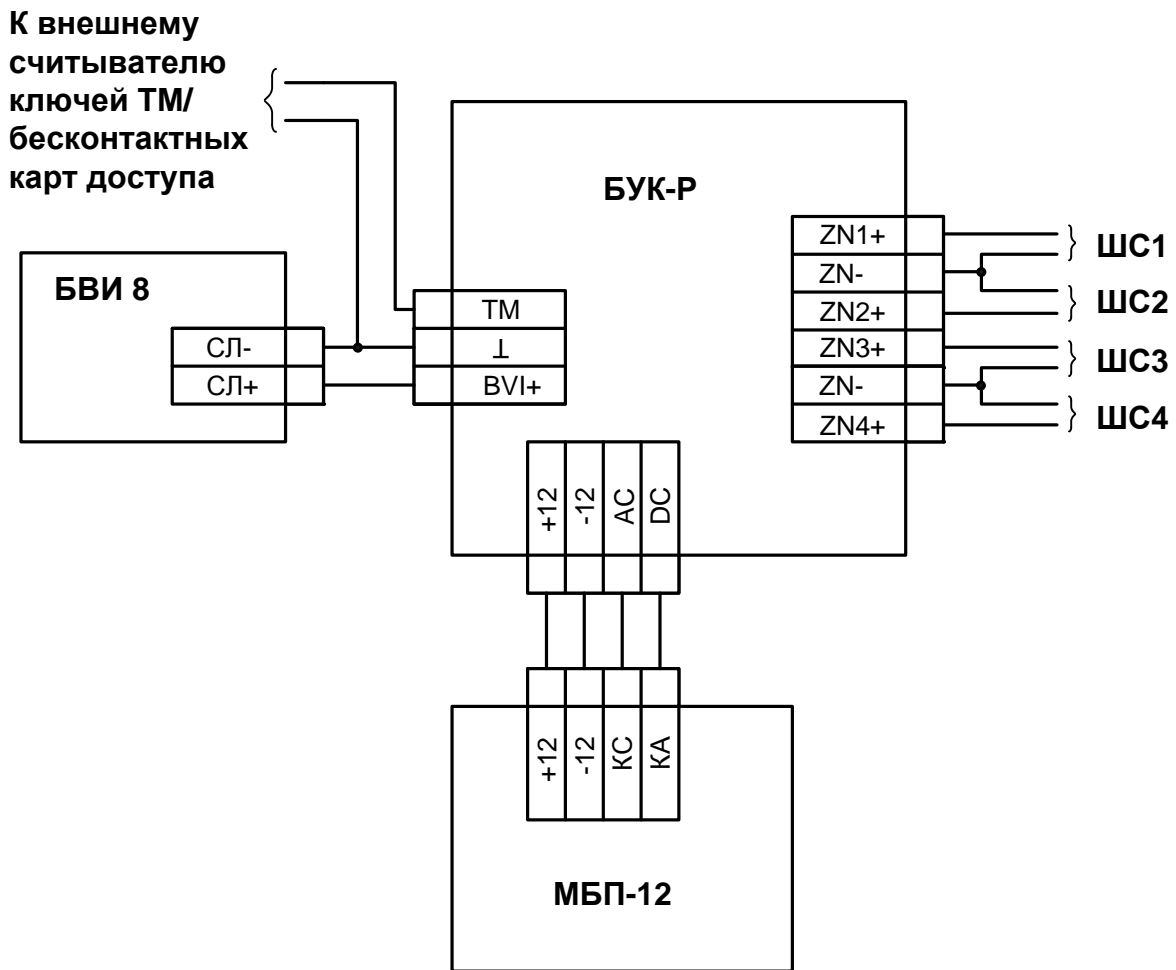 К внешнему
считывателю
ключей ТМ/
бесконтактных
карт доступа
БУК-Р
БВИ 8
СЛ-
СЛ+
TM
⊥
BVI+
ZN1+
ZN-
ZN2+
ZN3+
ZN-
ZN4+
ШС1
ШС2
ШС3
ШС4
+12
-12
AC
DC
+12
-12
КС
КА
МБП-12